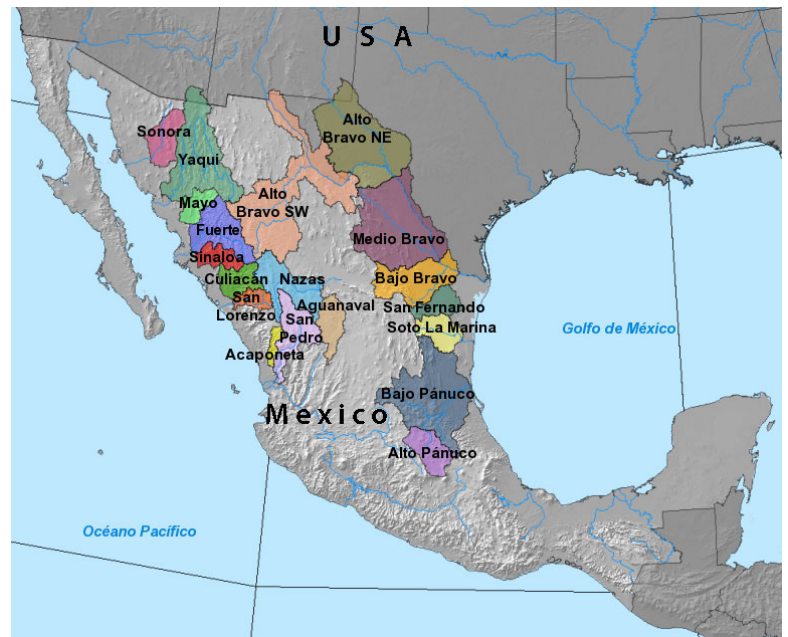 U S A
Alto
Bravo NE
Sonora
Yaqui
Alto
Bravo SW
Mayo
Fuerte
Medio Bravo
Sinaloa
Culiacán
Nazas
Bajo Bravo
San
Lorenzo
Aguanaval
San Fernando
San
Pedro
Soto La Marina
Golfo de México
Acaponeta
Bajo Pánuco
Mexico
Alto Pánuco
Océano Pacífico